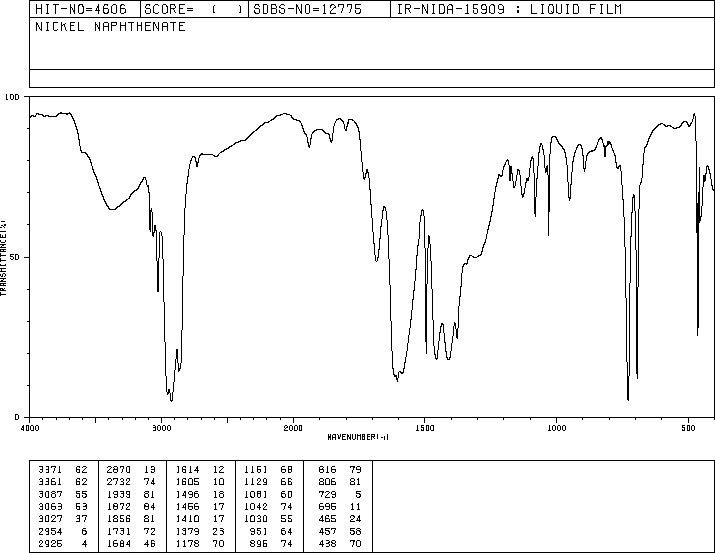 HIT-NO=4606 SCORE= ( ) SDBS-NO=12775 IR-NIDA-15909 : LIQUID FILM
NICKEL NAPHTHENATE
100
50
0
TRANSMITTANCE(%)
4000 3000 2000 1500 1000 500
WAVENUMBER(-1)
3371 62 2870 13 1614 12 1161 68 816 79
3361 62 2732 74 1605 10 1129 66 806 81
3087 55 1939 81 1496 18 1081 60 729 5
3063 53 1872 84 1456 17 1042 74 695 11
3027 37 1856 81 1410 17 1030 55 465 24
2954 6 1731 72 1379 23 951 64 457 58
2925 4 1684 46 1178 70 896 74 438 70